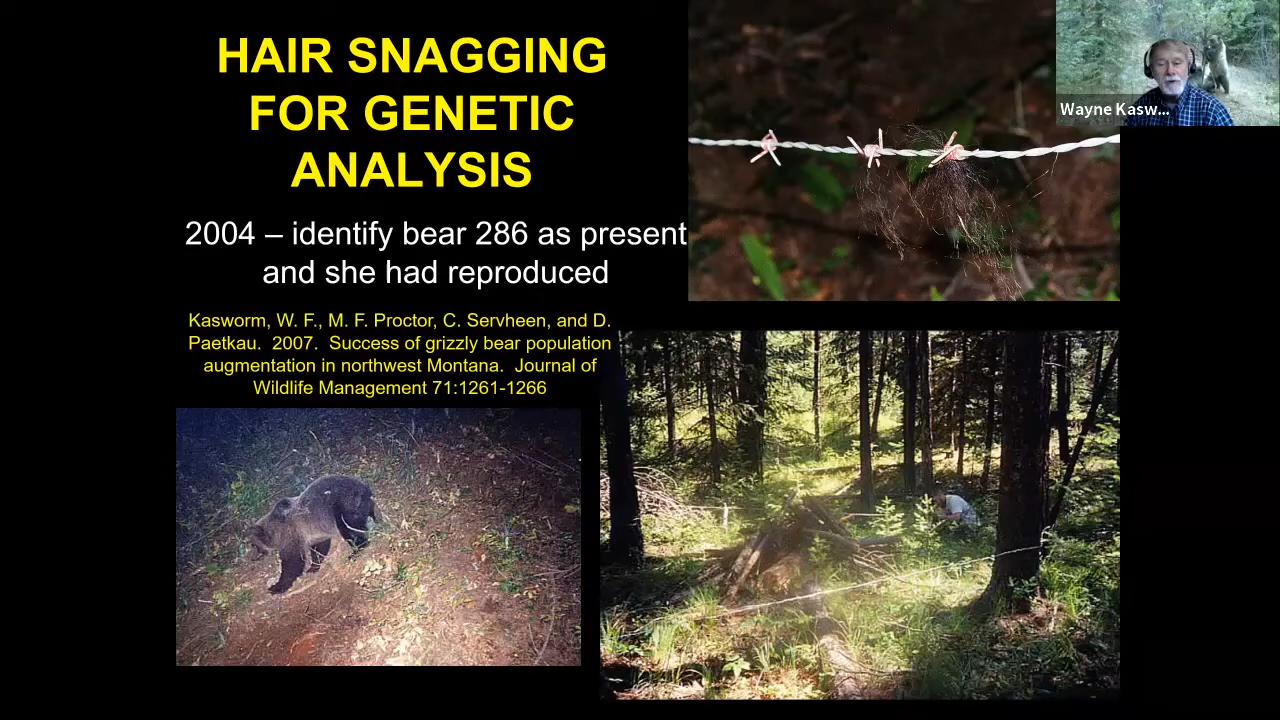 HAIR SNAGGING
FOR GENETIC
ANALYSIS
2004 – identify bear 286 as present
and she had reproduced
Kasworm, W. F., M. F. Proctor, C. Servheen, and D.
Paetkau.  2007.  Success of grizzly bear population
augmentation in northwest Montana.  Journal of
Wildlife Management 71:1261-1266
Wayne Kasw...